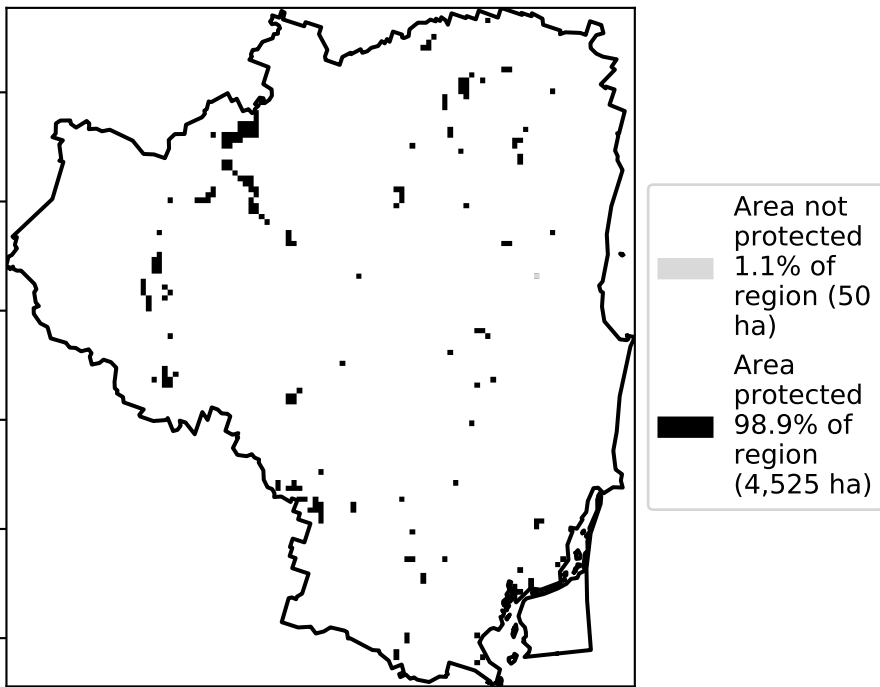 Area not
protected
1.1% of
region (50
ha)
Area
protected
98.9% of
region
(4,525 ha)